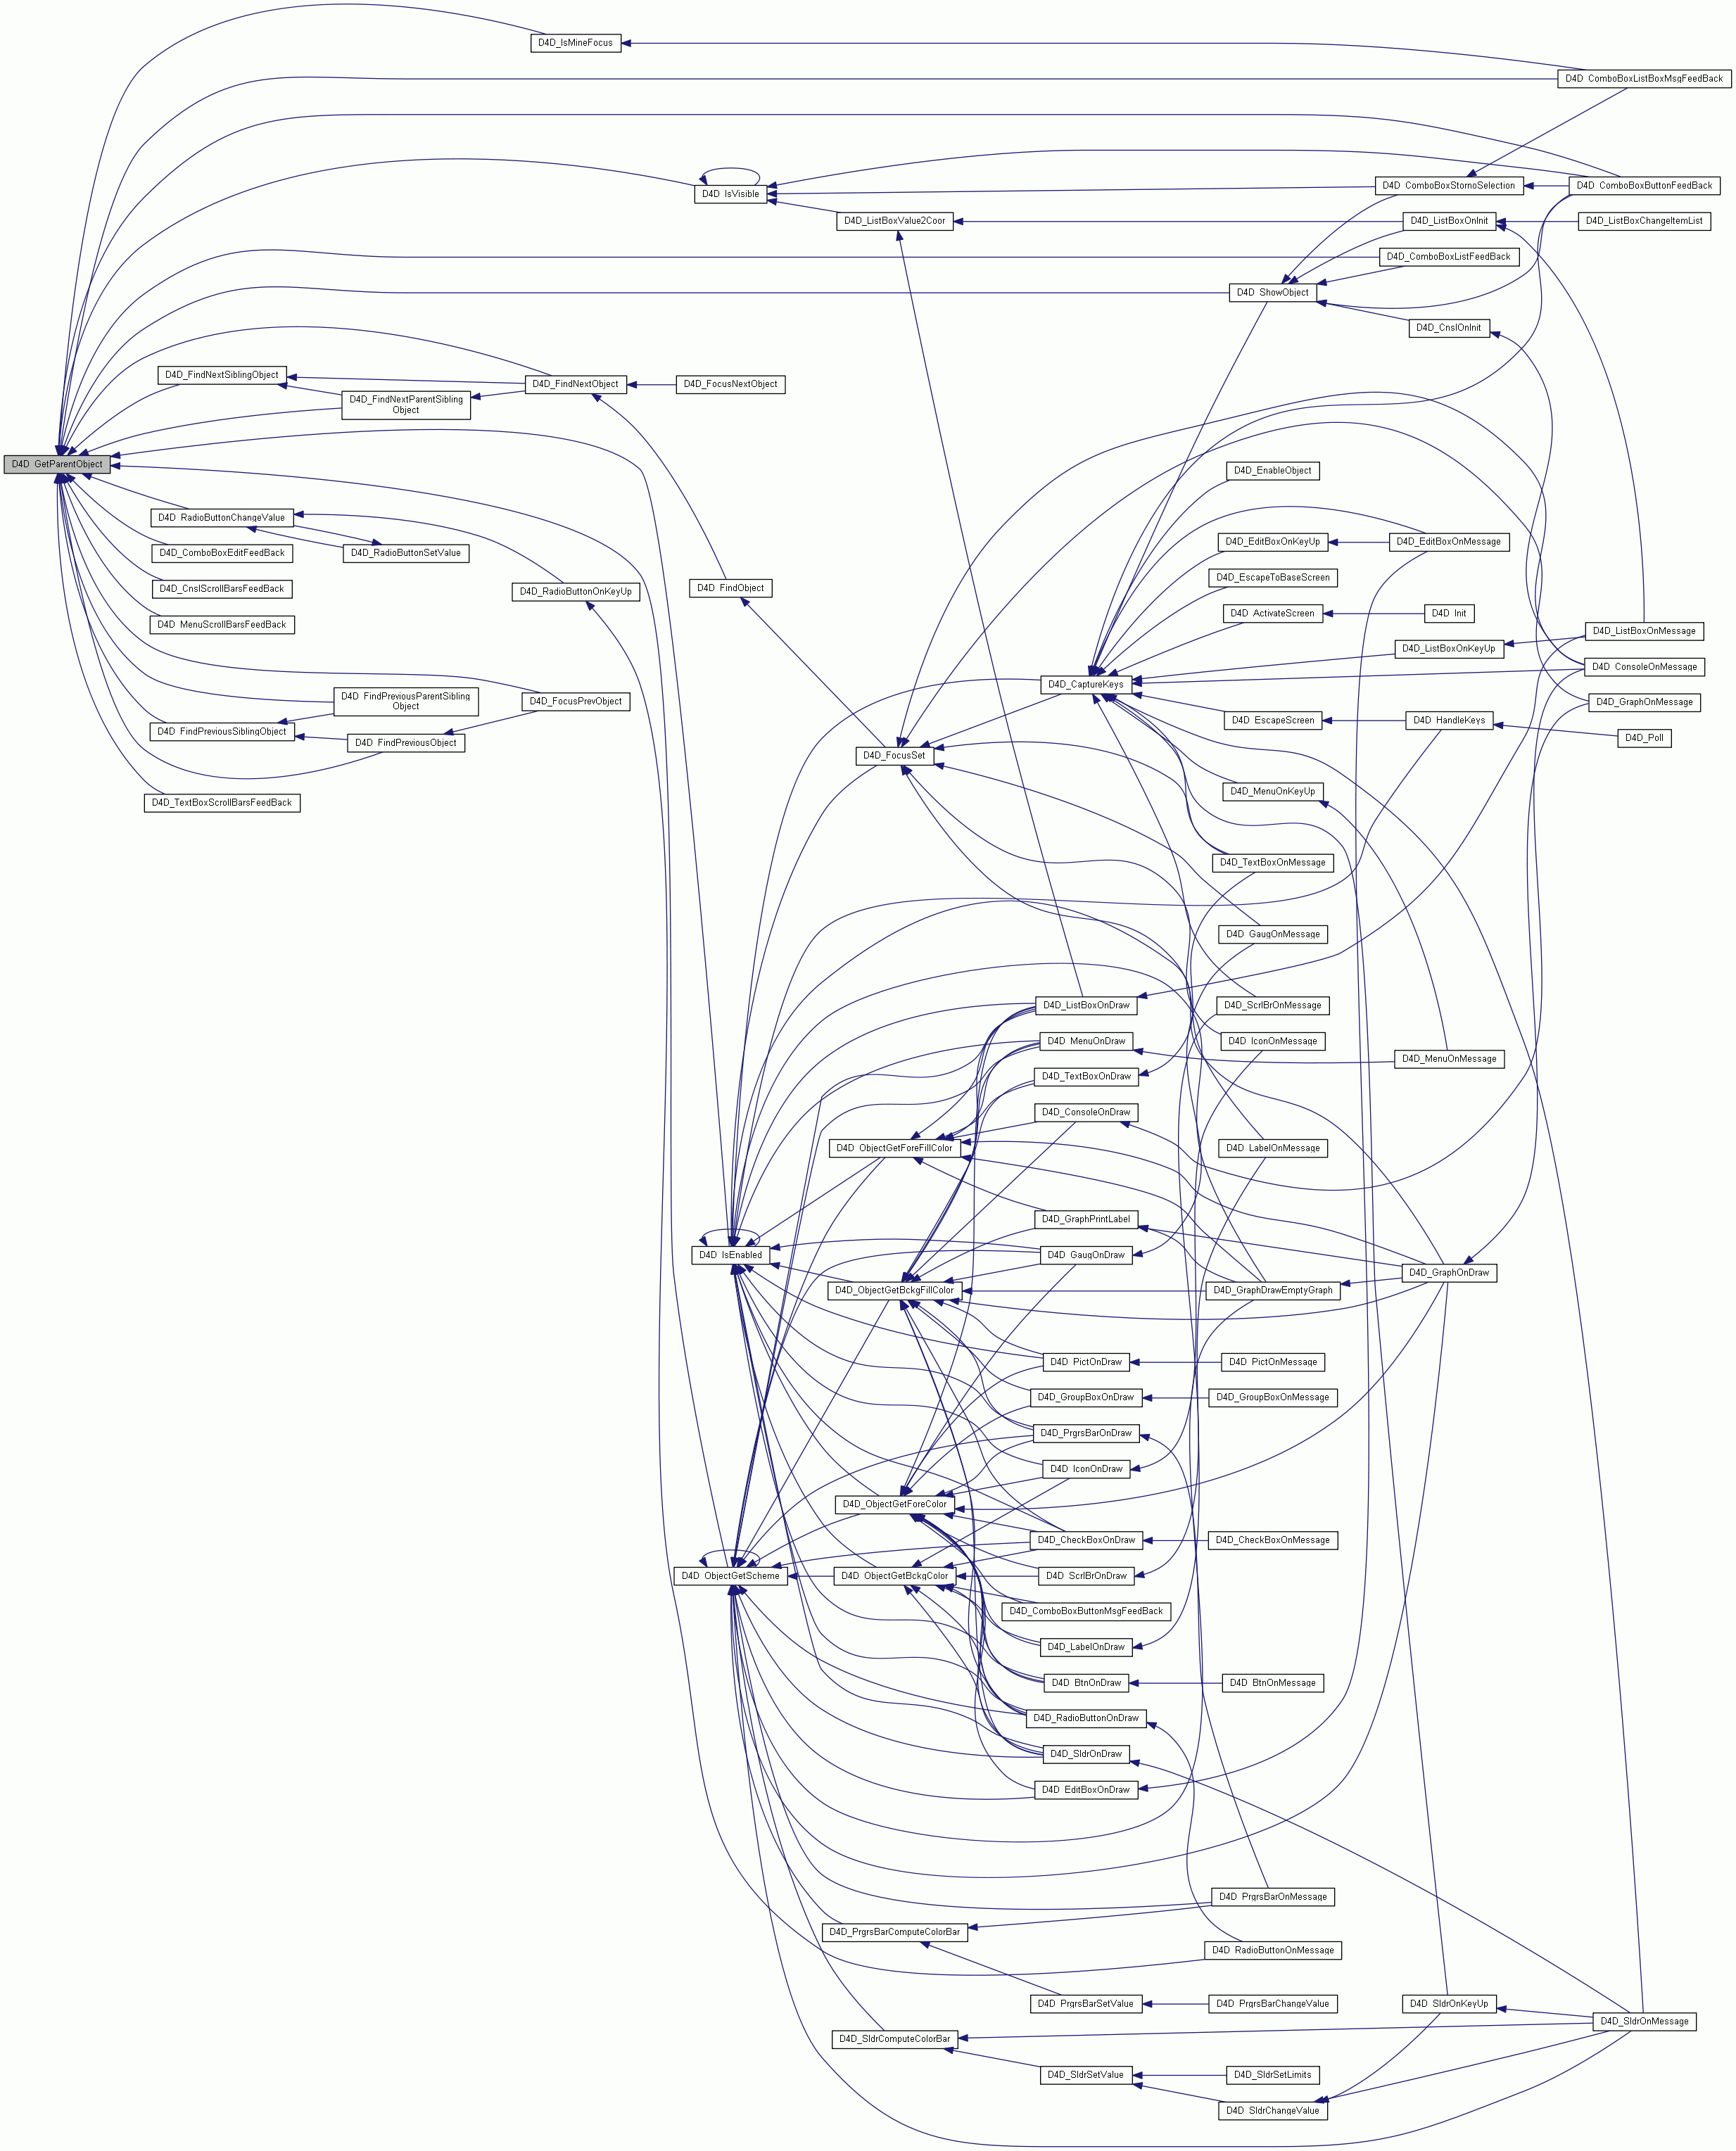 D4D_IsMineFocus
D4D_ComboBoxListBoxMsgFeedBack
D4D_IsVisible
D4D_ComboBoxStornoSelection
D4D_ComboBoxButtonFeedBack
D4D_ListBoxValue2Coor
D4D_ListBoxOnInit
D4D_ListBoxChangeItemList
D4D_ComboBoxListFeedBack
D4D_ShowObject
D4D_CnslOnInit
D4D_FindNextSiblingObject
D4D_FindNextObject
D4D_FocusNextObject
D4D_FindNextParentSibling
Object
D4D_GetParentObject
D4D_EnableObject
D4D_RadioButtonChangeValue
D4D_EditBoxOnKeyUp
D4D_EditBoxOnMessage
D4D_ComboBoxEditFeedBack
D4D_RadioButtonSetValue
D4D_EscapeToBaseScreen
D4D_CnslScrollBarsFeedBack
D4D_RadioButtonOnKeyUp
D4D_FindObject
D4D_ActivateScreen
D4D_Init
D4D_MenuScrollBarsFeedBack
D4D_ListBoxOnMessage
D4D_ListBoxOnKeyUp
D4D_ConsoleOnMessage
D4D_CaptureKeys
D4D_FindPreviousParentSibling
Object
D4D_FocusPrevObject
D4D_GraphOnMessage
D4D_EscapeScreen
D4D_HandleKeys
D4D_FindPreviousSiblingObject
D4D_FindPreviousObject
D4D_Poll
D4D_FocusSet
D4D_MenuOnKeyUp
D4D_TextBoxScrollBarsFeedBack
D4D_TextBoxOnMessage
D4D_GaugOnMessage
D4D_ListBoxOnDraw
D4D_ScrlBrOnMessage
D4D_MenuOnDraw
D4D_IconOnMessage
D4D_MenuOnMessage
D4D_TextBoxOnDraw
D4D_ConsoleOnDraw
D4D_ObjectGetForeFillColor
D4D_LabelOnMessage
D4D_GraphPrintLabel
D4D_IsEnabled
D4D_GaugOnDraw
D4D_GraphOnDraw
D4D_ObjectGetBckgFillColor
D4D_GraphDrawEmptyGraph
D4D_PictOnDraw
D4D_PictOnMessage
D4D_GroupBoxOnDraw
D4D_GroupBoxOnMessage
D4D_PrgrsBarOnDraw
D4D_IconOnDraw
D4D_ObjectGetForeColor
D4D_CheckBoxOnDraw
D4D_CheckBoxOnMessage
D4D_ObjectGetScheme
D4D_ObjectGetBckgColor
D4D_ScrlBrOnDraw
D4D_ComboBoxButtonMsgFeedBack
D4D_LabelOnDraw
D4D_BtnOnDraw
D4D_BtnOnMessage
D4D_RadioButtonOnDraw
D4D_SldrOnDraw
D4D_EditBoxOnDraw
D4D_PrgrsBarOnMessage
D4D_PrgrsBarComputeColorBar
D4D_RadioButtonOnMessage
D4D_PrgrsBarSetValue
D4D_PrgrsBarChangeValue
D4D_SldrOnKeyUp
D4D_SldrOnMessage
D4D_SldrComputeColorBar
D4D_SldrSetValue
D4D_SldrSetLimits
D4D_SldrChangeValue